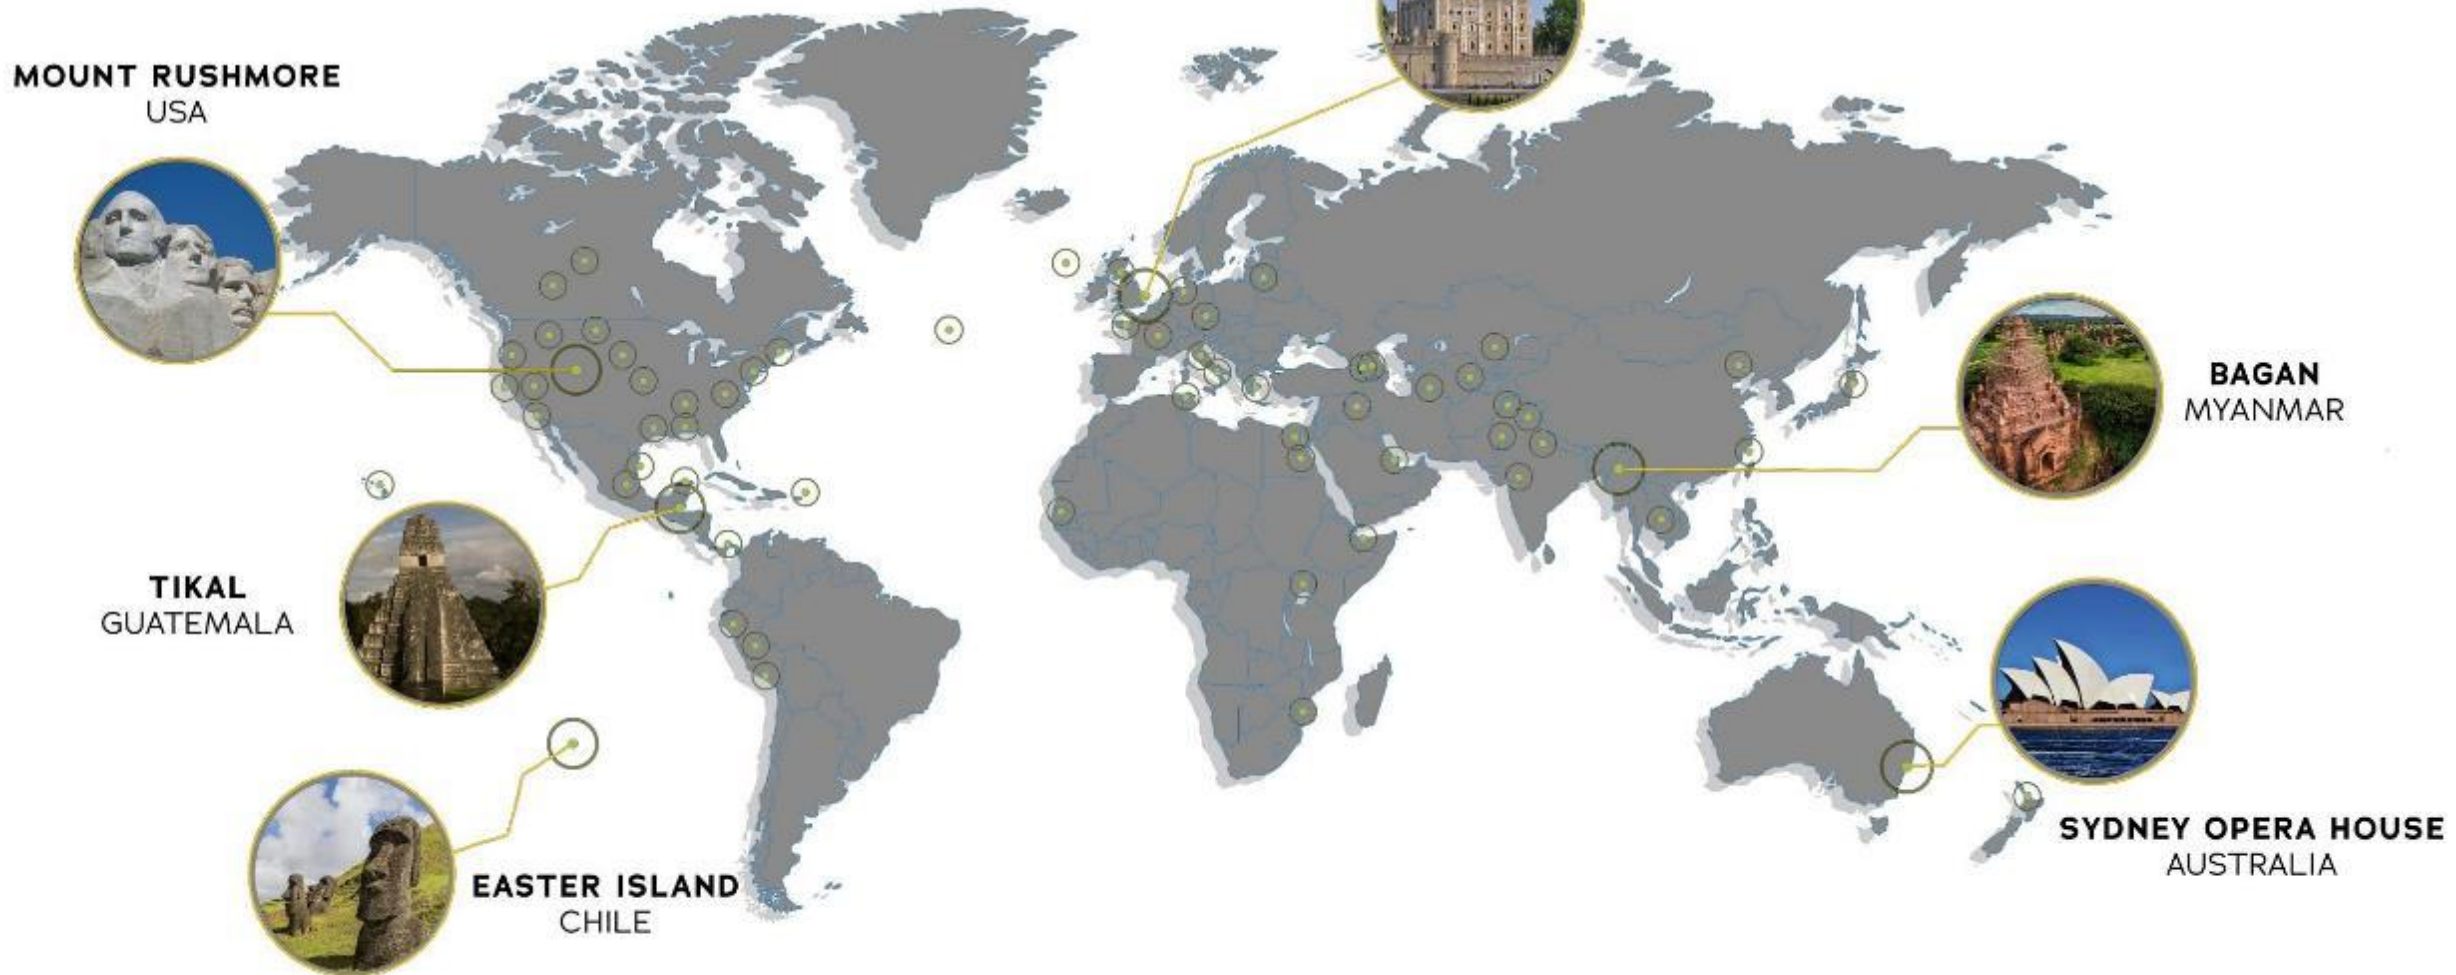 MOUNT RUSHMORE
USA
BAGAN
MYANMAR
TIKAL
GUATEMALA
SYDNEY OPERA HOUSE
AUSTRALIA
EASTER ISLAND
CHILE